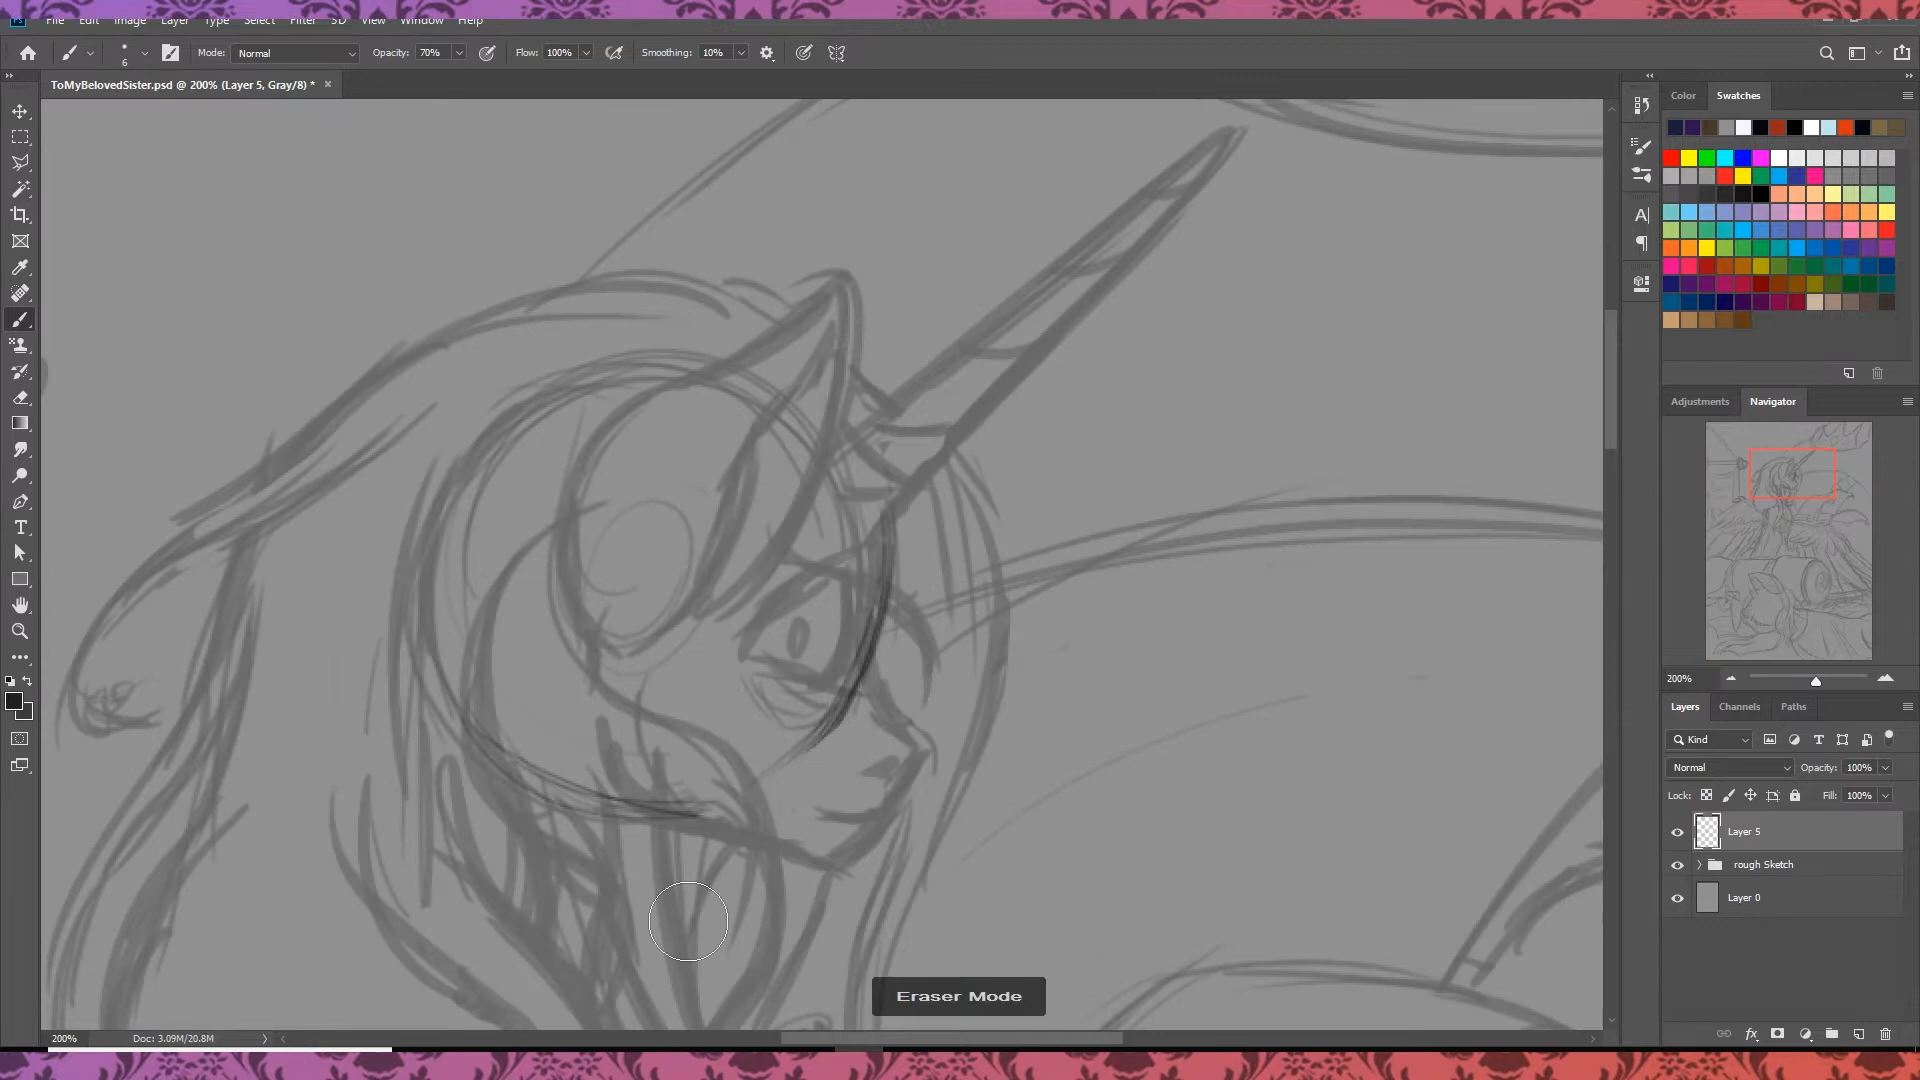 Ps File Edit Image Layer Type Select Filter 3D View Window Help
6 Mode: Normal Opacity: 70% Flow: 100% Smoothing: 10%
ToMyBelovedSister.psd @ 200% (Layer 5, Gray/8) * ×
Color Swatches
Adjustments Navigator
200%
Layers Channels Paths
Kind
Normal Opacity: 100%
Lock: Fill: 100%
Layer 5
rough Sketch
Layer 0
Eraser Mode
200% Doc: 3.09M/20.8M